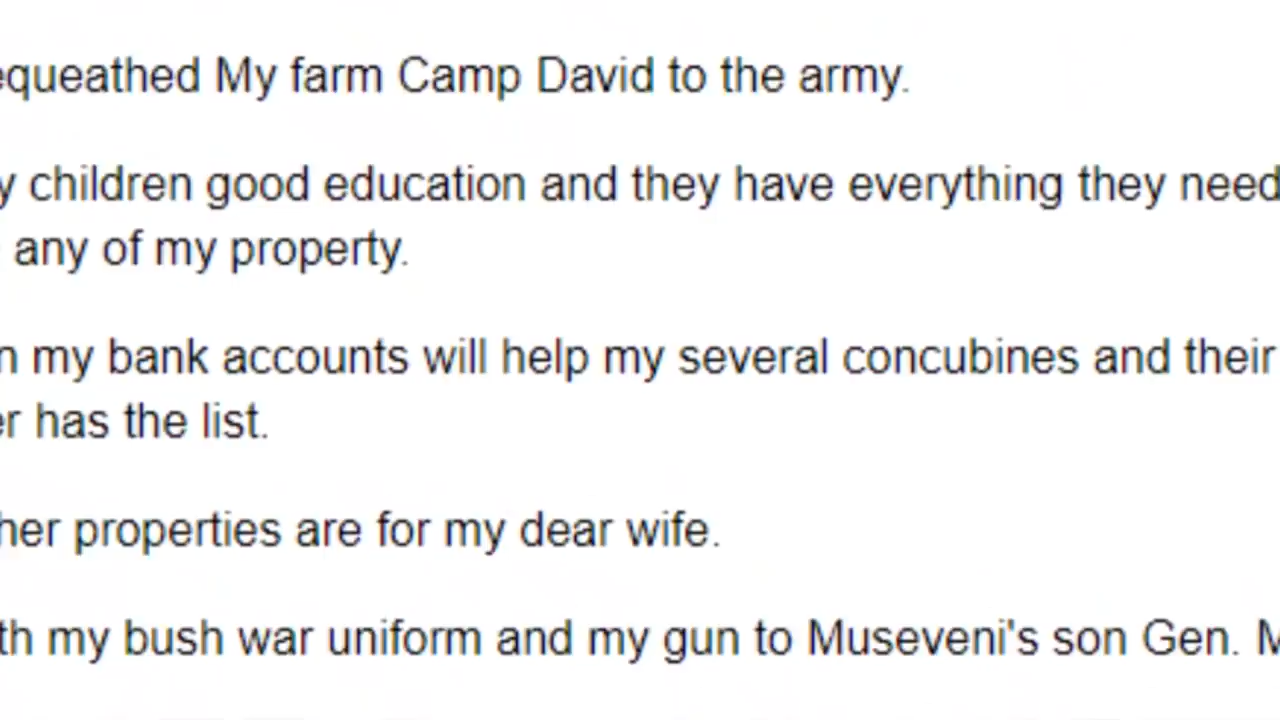 equeathed My farm Camp David to the army.
y children good education and they have everything they need
any of my property.
n my bank accounts will help my several concubines and their
er has the list.
her properties are for my dear wife.
th my bush war uniform and my gun to Museveni's son Gen. M